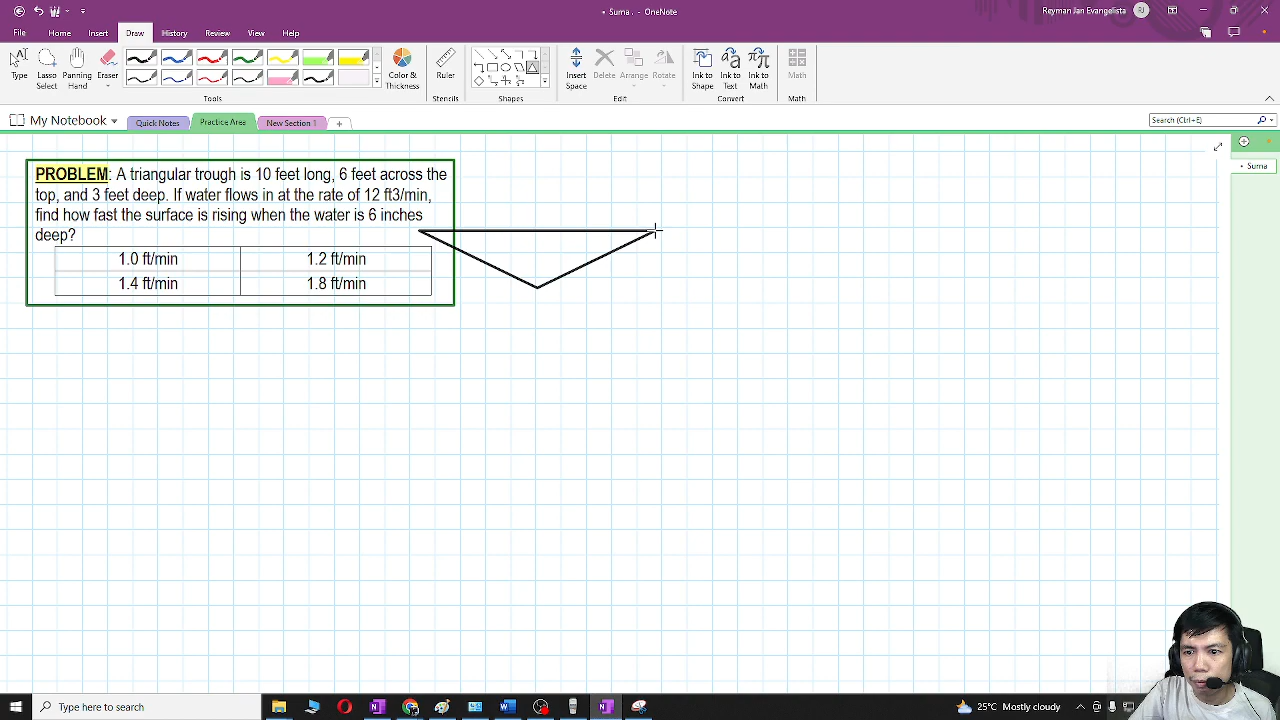 Suma . - OneNote
Reyman Jan Evangelista RJ
File Home Insert Draw History Review View Help
Type Lasso Select Panning Hand Eraser Color & Thickness Ruler Insert Space Delete Arrange Rotate Ink to Shape Ink to Text Ink to Math Math
Tools Stencils Shapes Edit Convert Math
My Notebook Quick Notes Practice Area New Section 1 Search (Ctrl+E)
Suma
PROBLEM: A triangular trough is 10 feet long, 6 feet across the
top, and 3 feet deep. If water flows in at the rate of 12 ft3/min,
find how fast the surface is rising when the water is 6 inches
deep?
1.0 ft/min 1.2 ft/min
1.4 ft/min 1.8 ft/min
Type here to search 25°C Mostly cloudy